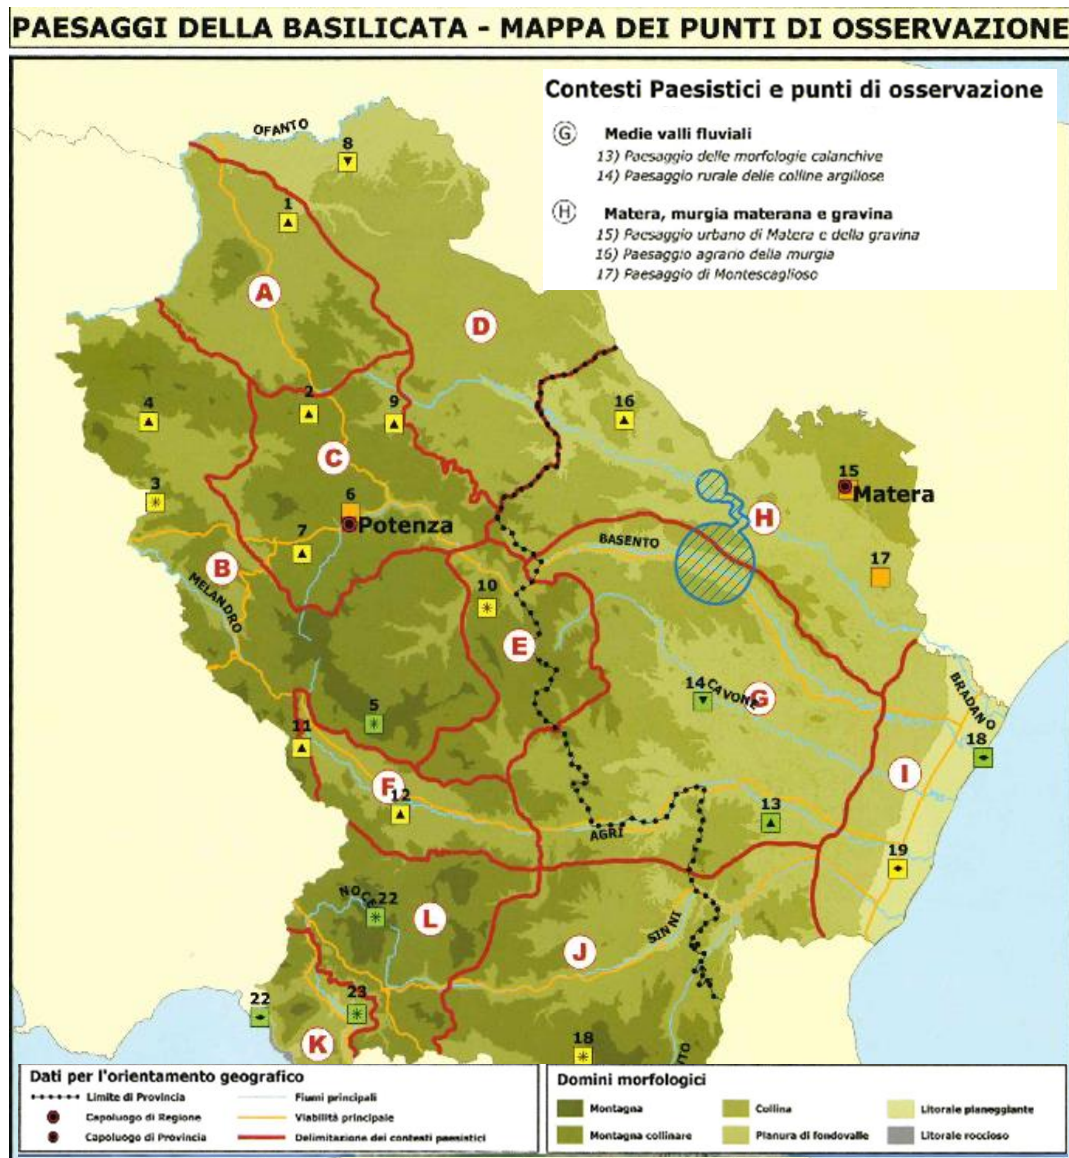 PAESAGGI DELLA BASILICATA - MAPPA DEI PUNTI DI OSSERVAZIONE
Contesti Paesistici e punti di osservazione
G Medie valli fluviali
13) Paesaggio delle morfologie calanchive
14) Paesaggio rurale delle colline argillose
H Matera, murgia materana e gravina
15) Paesaggio urbano di Matera e della gravina
16) Paesaggio agrario della murgia
17) Paesaggio di Montescaglioso
OFANTO
8
1
A
D
2
9
4
16
C
3
6
Potenza
15
Matera
H
7
BASENTO
B
MELANDRO
17
10
E
14
CAVONE
G
BRADANO
5
11
18
I
F
12
13
AGRI
19
22
L
SINNI
J
22
23
K
18
Dati per l'orientamento geografico
Limite di Provincia
Fiumi principali
Capoluogo di Regione
Viabilità principale
Capoluogo di Provincia
Delimitazione dei contesti paesistici
Domini morfologici
Montagna
Collina
Litorale planeggiante
Montagna collinare
Pianura di fondovalle
Litorale roccioso